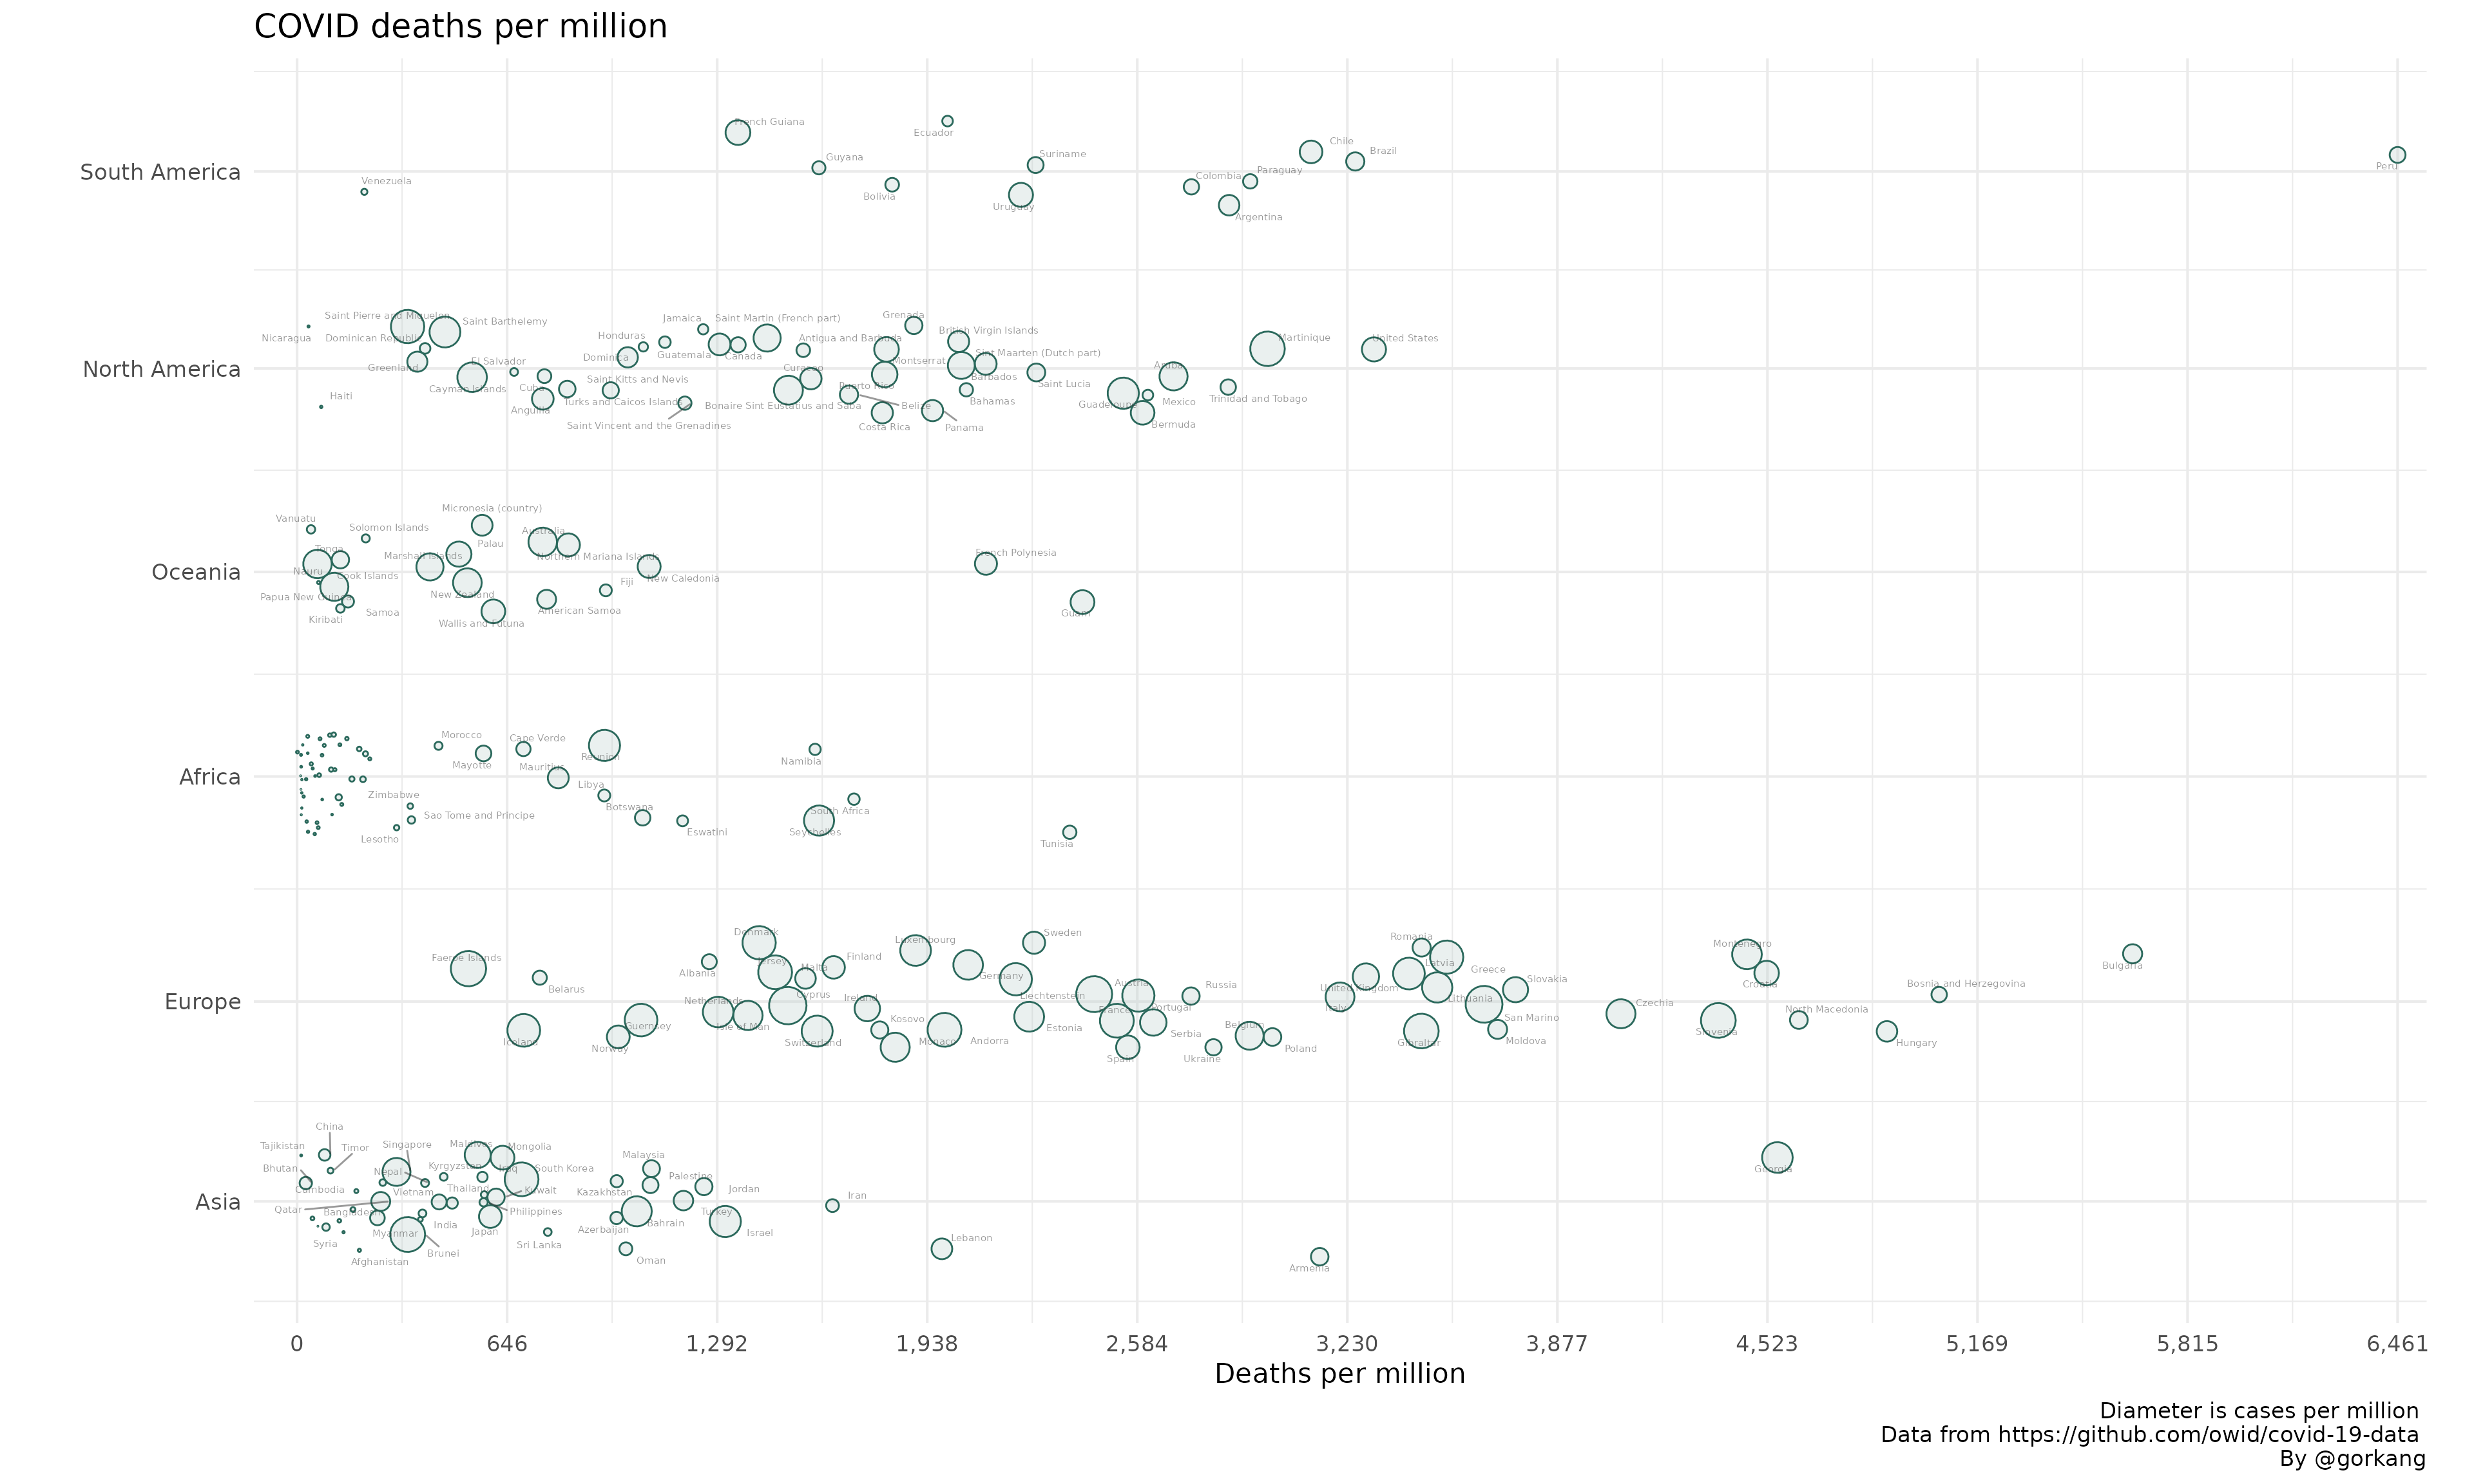 COVID deaths per million
South America
French Guiana
Ecuador
Guyana
Suriname
Chile
Brazil
Peru
Venezuela
Bolivia
Uruguay
Colombia
Paraguay
Argentina
North America
Nicaragua
Saint Pierre and Miquelon
Saint Barthelemy
Dominican Republic
Greenland
Haiti
El Salvador
Cayman Islands
Cuba
Anguilla
Honduras
Dominica
Jamaica
Guatemala
Saint Martin (French part)
Canada
Saint Kitts and Nevis
Turks and Caicos Islands
Saint Vincent and the Grenadines
Antigua and Barbuda
Curacao
Bonaire Sint Eustatius and Saba
Puerto Rico
Grenada
Montserrat
Belize
Costa Rica
Panama
British Virgin Islands
Sint Maarten (Dutch part)
Barbados
Bahamas
Saint Lucia
Aruba
Guadeloupe
Mexico
Bermuda
Trinidad and Tobago
Martinique
United States
Oceania
Vanuatu
Solomon Islands
Micronesia (country)
Tonga
Marshall Islands
Palau
Australia
Northern Mariana Islands
Nauru
Cook Islands
Papua New Guinea
Kiribati
Samoa
New Zealand
Wallis and Futuna
American Samoa
Fiji
New Caledonia
French Polynesia
Guam
Africa
Morocco
Mayotte
Cape Verde
Mauritius
Reunion
Libya
Namibia
Zimbabwe
Sao Tome and Principe
Lesotho
Botswana
Eswatini
South Africa
Seychelles
Tunisia
Europe
Faeroe Islands
Belarus
Iceland
Norway
Guernsey
Albania
Denmark
Jersey
Malta
Finland
Netherlands
Isle of Man
Cyprus
Switzerland
Ireland
Kosovo
Monaco
Luxembourg
Andorra
Germany
Sweden
Liechtenstein
Estonia
Austria
France
Portugal
Spain
Serbia
Russia
Ukraine
Belgium
Poland
United Kingdom
Italy
Romania
Latvia
Greece
Lithuania
Gibraltar
San Marino
Moldova
Slovakia
Czechia
Montenegro
Croatia
Slovenia
North Macedonia
Bosnia and Herzegovina
Hungary
Bulgaria
Asia
China
Tajikistan
Timor
Bhutan
Cambodia
Qatar
Singapore
Nepal
Vietnam
Bangladesh
Syria
Myanmar
Afghanistan
Brunei
India
Maldives
Mongolia
Kyrgyzstan
Iraq
South Korea
Thailand
Kuwait
Philippines
Japan
Sri Lanka
Malaysia
Kazakhstan
Palestine
Jordan
Azerbaijan
Bahrain
Oman
Turkey
Israel
Iran
Lebanon
Armenia
Georgia
0 646 1,292 1,938 2,584 3,230 3,877 4,523 5,169 5,815 6,461
Deaths per million
Diameter is cases per million
Data from https://github.com/owid/covid-19-data
By @gorkang